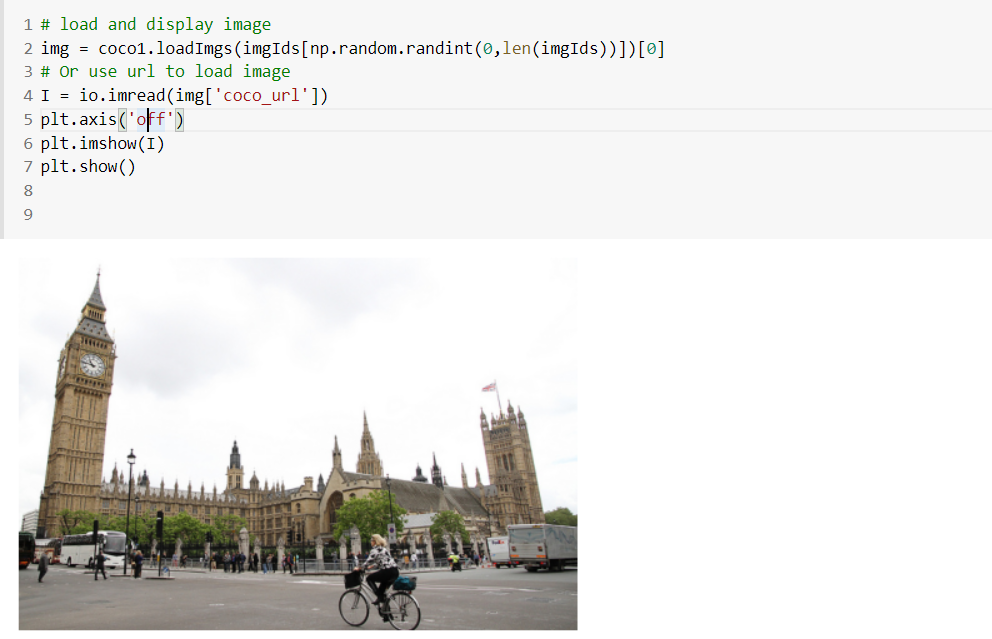 1 # load and display image
2 img = coco1.loadImgs(imgIds[np.random.randint(0,len(imgIds))])[0]
3 # Or use url to load image
4 I = io.imread(img['coco_url'])
5 plt.axis('off')
6 plt.imshow(I)
7 plt.show()
8
9